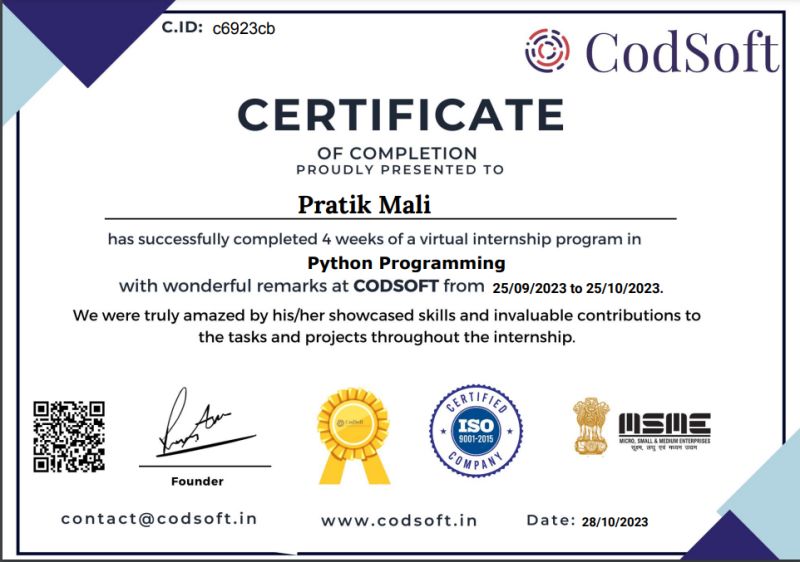 C.ID: c6923cb
CodSoft
CERTIFICATE
OF COMPLETION
PROUDLY PRESENTED TO
Pratik Mali
has successfully completed 4 weeks of a virtual internship program in
Python Programming
with wonderful remarks at CODSOFT from 25/09/2023 to 25/10/2023.
We were truly amazed by his/her showcased skills and invaluable contributions to
the tasks and projects throughout the internship.
Founder
CodSoft
CERTIFIED
ISO
9001-2015
COMPANY
MSME
MICRO, SMALL & MEDIUM ENTERPRISES
सूक्ष्म, लघु एवं मध्यम उद्यम
contact@codsoft.in
www.codsoft.in
Date: 28/10/2023